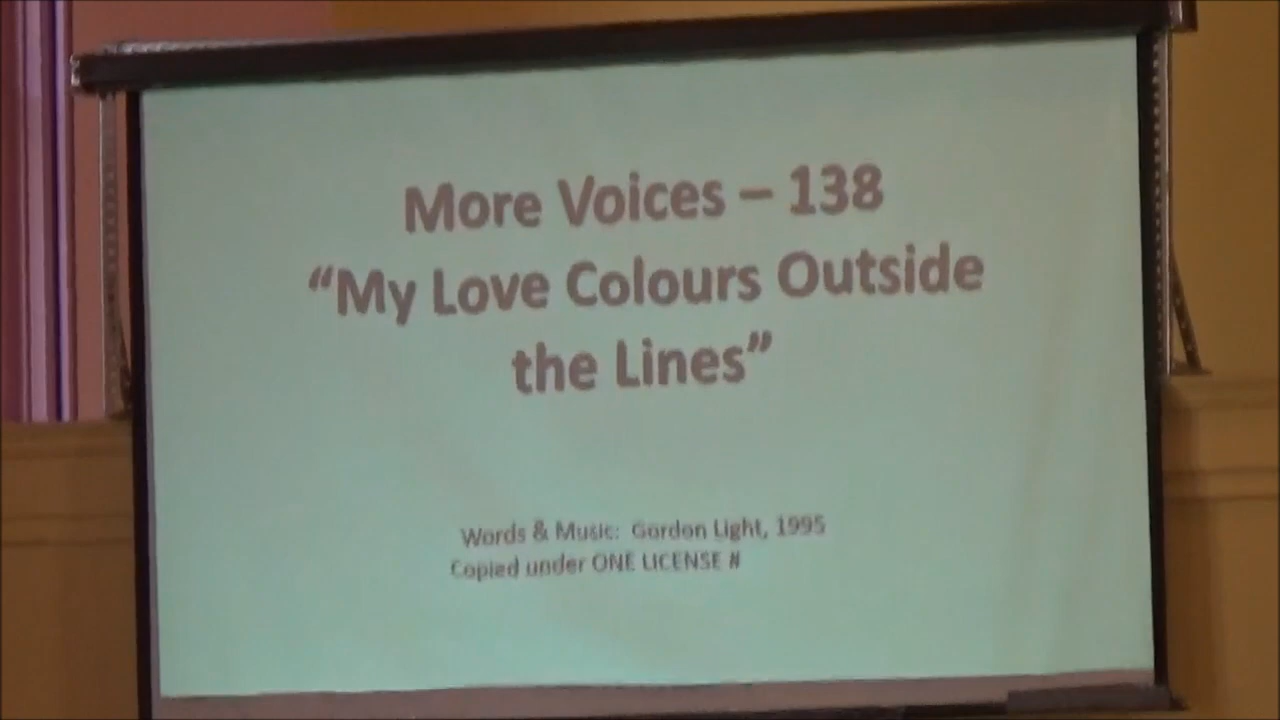 More Voices – 138
“My Love Colours Outside
the Lines”
Words & Music: Gordon Light, 1995
Copied under ONE LICENSE #